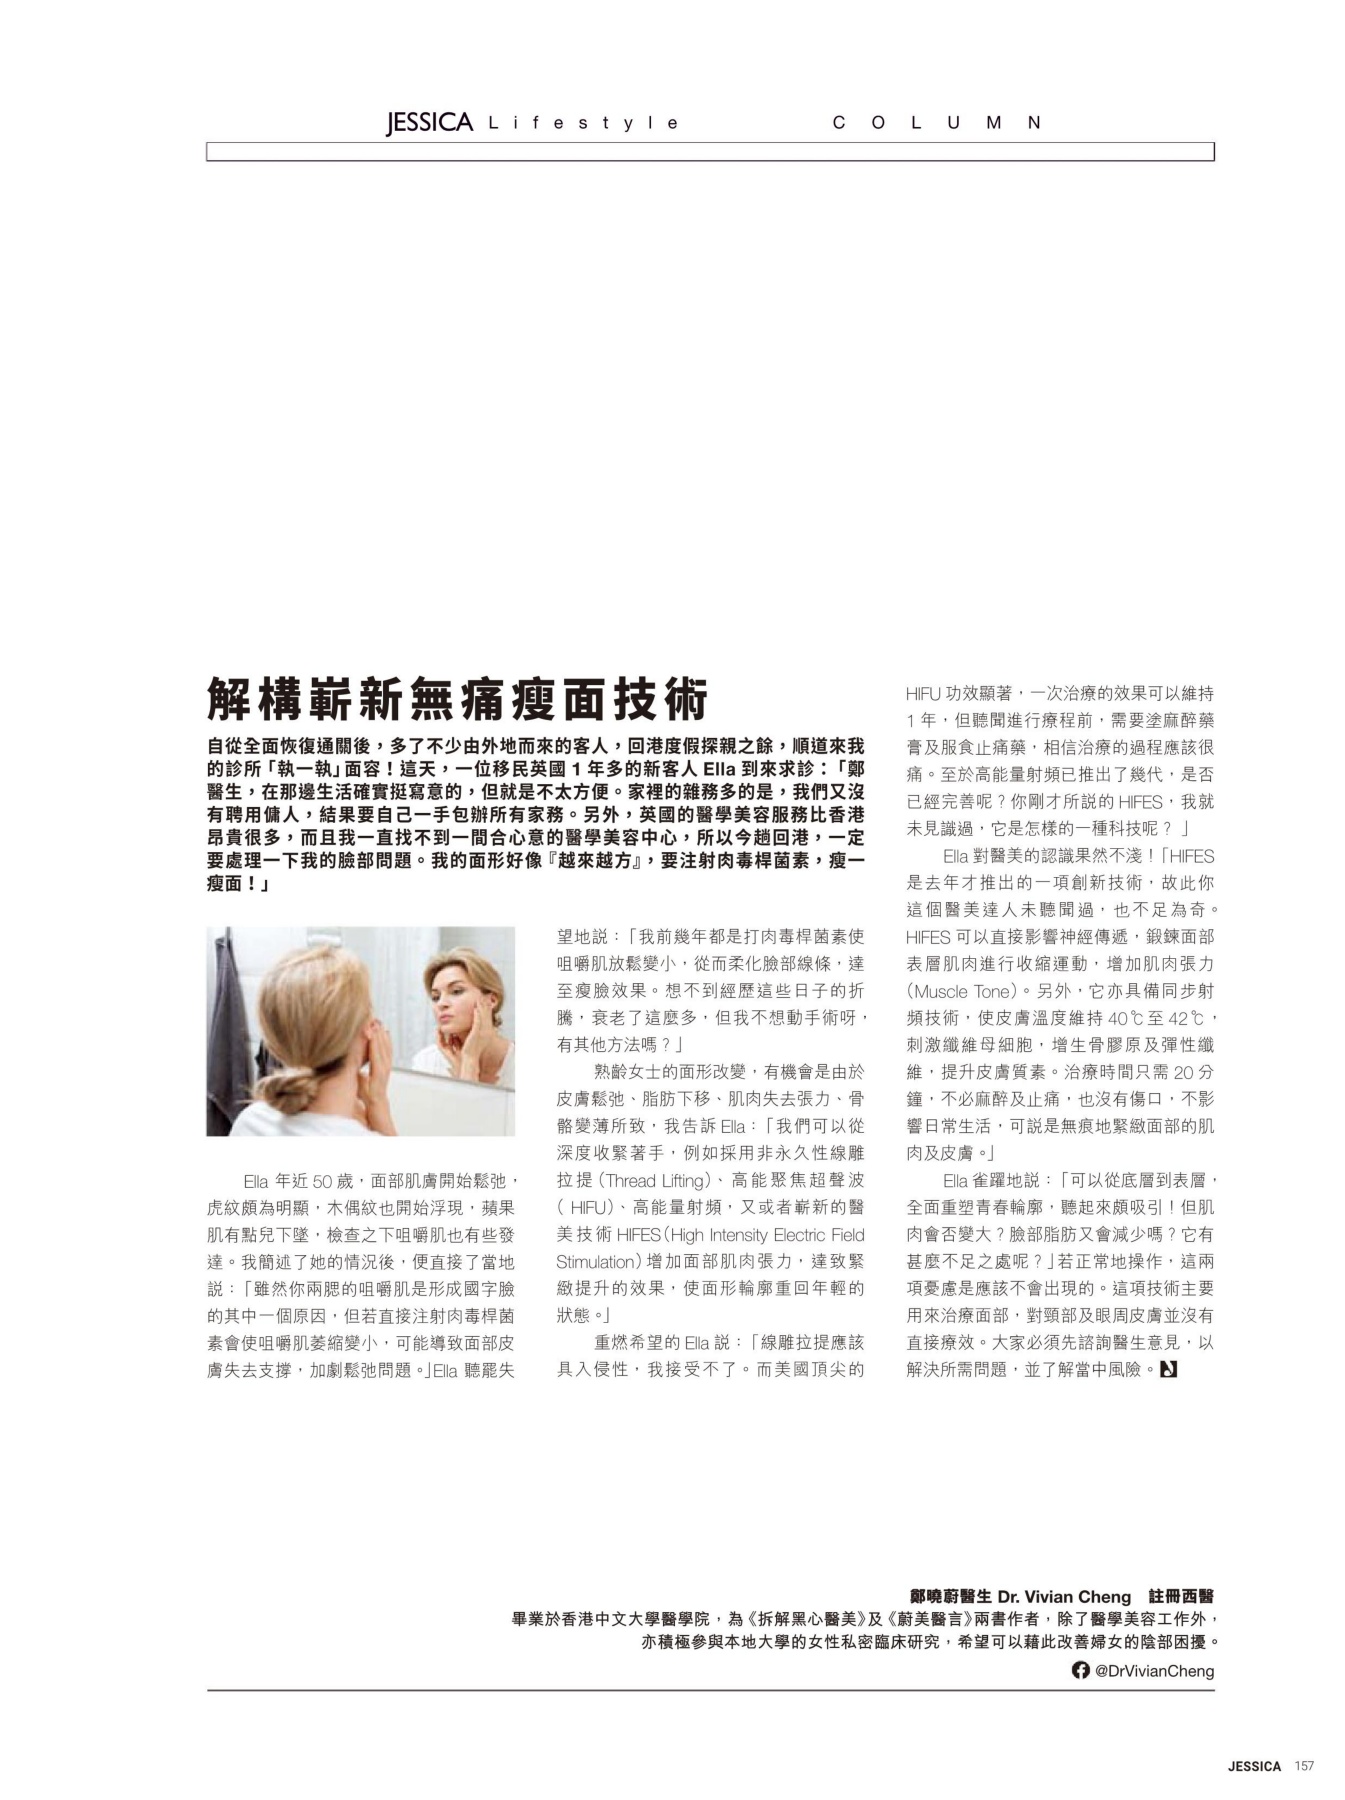 JESSICA Lifestyle COLUMN
解構嶄新無痛瘦面技術
自從全面恢復通關後，多了不少由外地而來的客人，回港度假探親之餘，順道來我
的診所「執一執」面容！這天，一位移民英國 1 年多的新客人 Ella 到來求診：「鄭
醫生，在那邊生活確實挺寫意的，但就是不太方便。家裡的雜務多的是，我們又沒
有聘用傭人，結果要自己一手包辦所有家務。另外，英國的醫學美容服務比香港
昂貴很多，而且我一直找不到一間合心意的醫學美容中心，所以今趟回港，一定
要處理一下我的臉部問題。我的面形好像『越來越方』，要注射肉毒桿菌素，瘦一
瘦面！」
Ella 年近 50 歲，面部肌膚開始鬆弛，
虎紋頗為明顯，木偶紋也開始浮現，蘋果
肌有點兒下墜，檢查之下咀嚼肌也有些發
達。我簡述了她的情況後，便直接了當地
説：「雖然你兩腮的咀嚼肌是形成國字臉
的其中一個原因，但若直接注射肉毒桿菌
素會使咀嚼肌萎縮變小，可能導致面部皮
膚失去支撐，加劇鬆弛問題。」Ella 聽罷失
望地説：「我前幾年都是打肉毒桿菌素使
咀嚼肌放鬆變小，從而柔化臉部線條，達
至瘦臉效果。想不到經歷這些日子的折
騰，衰老了這麼多，但我不想動手術呀，
有其他方法嗎？」
熟齡女士的面形改變，有機會是由於
皮膚鬆弛、脂肪下移、肌肉失去張力、骨
骼變薄所致，我告訴 Ella：「我們可以從
深度收緊著手，例如採用非永久性線雕
拉提（Thread Lifting）、高能聚焦超聲波
（ HIFU）、高能量射頻，又或者嶄新的醫
美技術 HIFES（High Intensity Electric Field
Stimulation）增加面部肌肉張力，達致緊
緻提升的效果，使面形輪廓重回年輕的
狀態。」
重燃希望的 Ella 説：「線雕拉提應該
具入侵性，我接受不了。而美國頂尖的
HIFU 功效顯著，一次治療的效果可以維持
1 年，但聽聞進行療程前，需要塗麻醉藥
膏及服食止痛藥，相信治療的過程應該很
痛。至於高能量射頻已推出了幾代，是否
已經完善呢？你剛才所説的 HIFES，我就
未見識過，它是怎樣的一種科技呢？ 」
Ella 對醫美的認識果然不淺！「HIFES
是去年才推出的一項創新技術，故此你
這個醫美達人未聽聞過，也不足為奇。
HIFES 可以直接影響神經傳遞，鍛鍊面部
表層肌肉進行收縮運動，增加肌肉張力
（Muscle Tone）。另外，它亦具備同步射
頻技術，使皮膚溫度維持 40℃ 至 42℃，
刺激纖維母細胞，增生骨膠原及彈性纖
維，提升皮膚質素。治療時間只需 20 分
鐘，不必麻醉及止痛，也沒有傷口，不影
響日常生活，可説是無痕地緊緻面部的肌
肉及皮膚。」
Ella 雀躍地説：「可以從底層到表層，
全面重塑青春輪廓，聽起來頗吸引！但肌
肉會否變大？臉部脂肪又會減少嗎？它有
甚麼不足之處呢？」若正常地操作，這兩
項憂慮是應該不會出現的。這項技術主要
用來治療面部，對頸部及眼周皮膚並沒有
直接療效。大家必須先諮詢醫生意見，以
解決所需問題，並了解當中風險。
鄭曉蔚醫生 Dr. Vivian Cheng 註冊西醫
畢業於香港中文大學醫學院，為《拆解黑心醫美》及《蔚美醫言》兩書作者，除了醫學美容工作外，
亦積極參與本地大學的女性私密臨床研究，希望可以藉此改善婦女的陰部困擾。
@DrVivianCheng
JESSICA 157